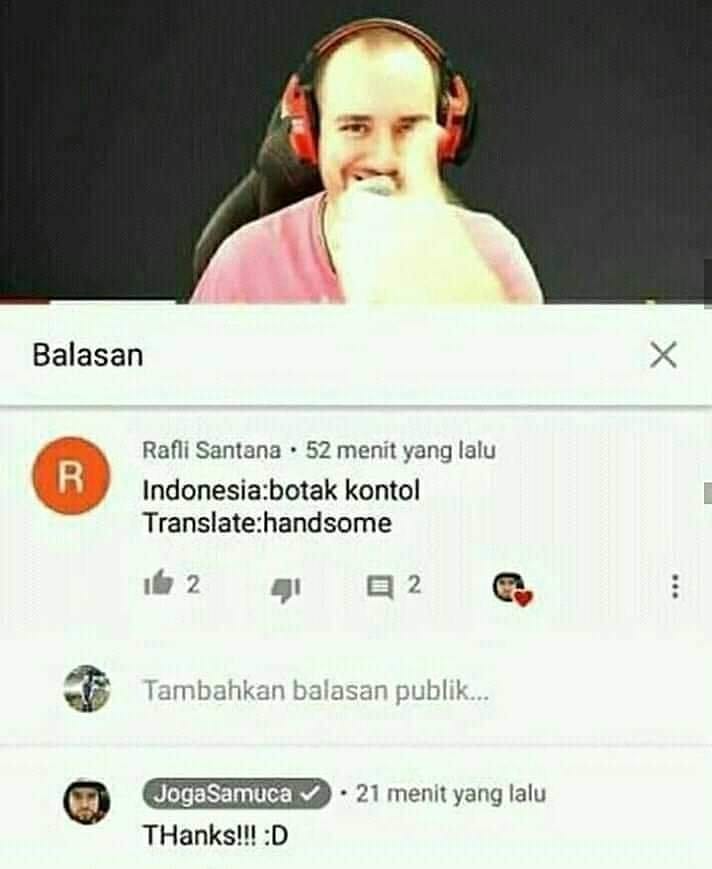 Balasan
Rafli Santana • 52 menit yang lalu
Indonesia:botak kontol
Translate:handsome
2
2
Tambahkan balasan publik...
JogaSamuca • 21 menit yang lalu
THanks!!! :D